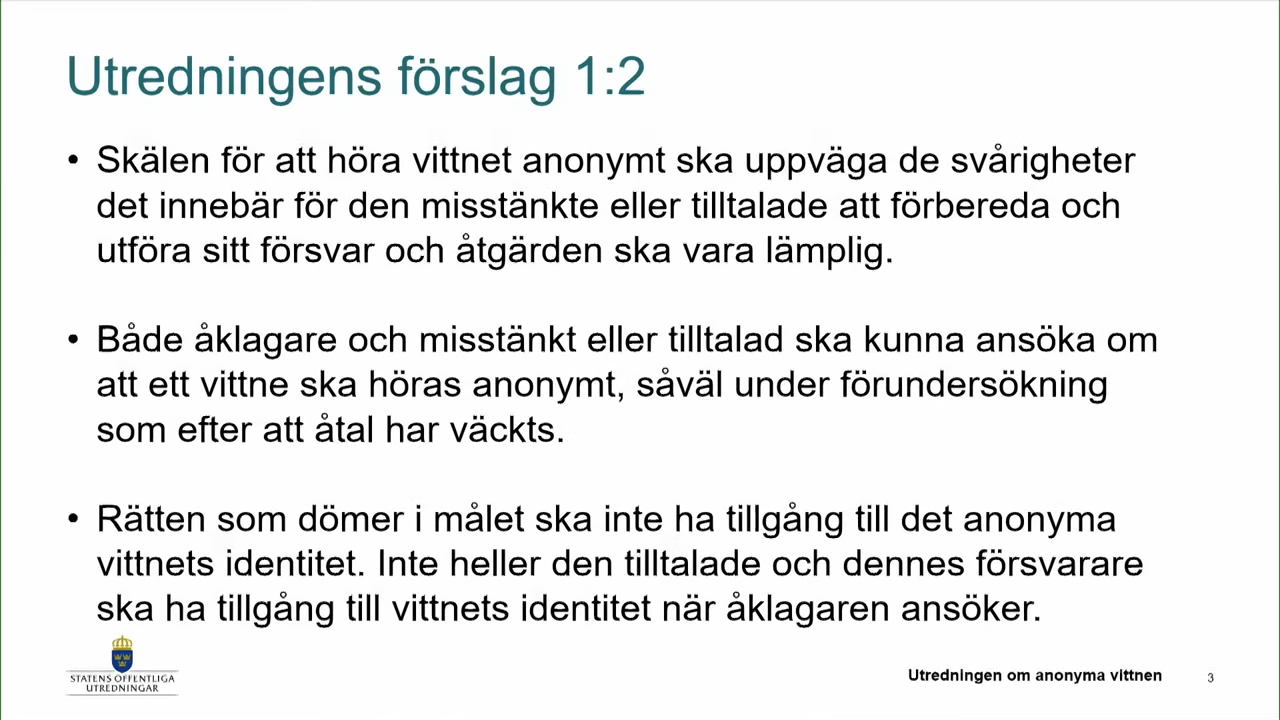 Utredningens förslag 1:2
• Skälen för att höra vittnet anonymt ska uppväga de svårigheter
det innebär för den misstänkte eller tilltalade att förbereda och
utföra sitt försvar och åtgärden ska vara lämplig.
• Både åklagare och misstänkt eller tilltalad ska kunna ansöka om
att ett vittne ska höras anonymt, såväl under förundersökning
som efter att åtal har väckts.
• Rätten som dömer i målet ska inte ha tillgång till det anonyma
vittnets identitet. Inte heller den tilltalade och dennes försvarare
ska ha tillgång till vittnets identitet när åklagaren ansöker.
STATENS OFFENTLIGA
UTREDNINGAR
Utredningen om anonyma vittnen
3